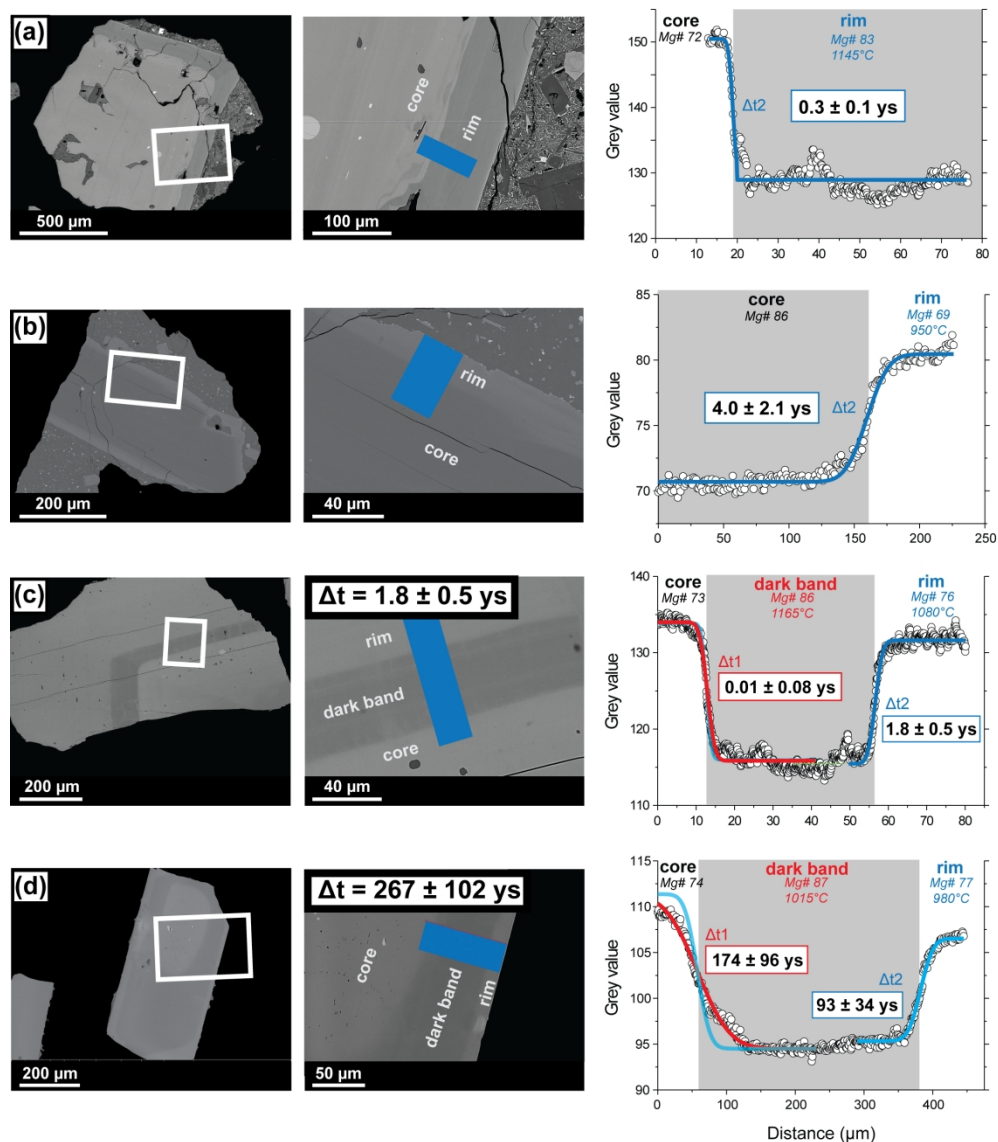 (a)
500 µm
core
rim
100 µm
core
Mg# 72
rim
Mg# 83
1145°C
Δt2
0.3 ± 0.1 ys
Grey value
150
140
130
120
0 10 20 30 40 50 60 70 80
(b)
200 µm
rim
core
40 µm
core
Mg# 86
rim
Mg# 69
950°C
4.0 ± 2.1 ys
Δt2
Grey value
85
80
75
70
0 50 100 150 200 250
(c)
200 µm
Δt = 1.8 ± 0.5 ys
rim
dark band
core
40 µm
core
Mg# 73
dark band
Mg# 86
1165°C
rim
Mg# 76
1080°C
Δt1
0.01 ± 0.08 ys
Δt2
1.8 ± 0.5 ys
Grey value
140
130
120
110
0 10 20 30 40 50 60 70 80
(d)
200 µm
Δt = 267 ± 102 ys
core
dark band
rim
50 µm
core
Mg# 74
dark band
Mg# 87
1015°C
rim
Mg# 77
980°C
Δt1
174 ± 96 ys
Δt2
93 ± 34 ys
Grey value
115
110
105
100
95
90
0 100 200 300 400
Distance (µm)